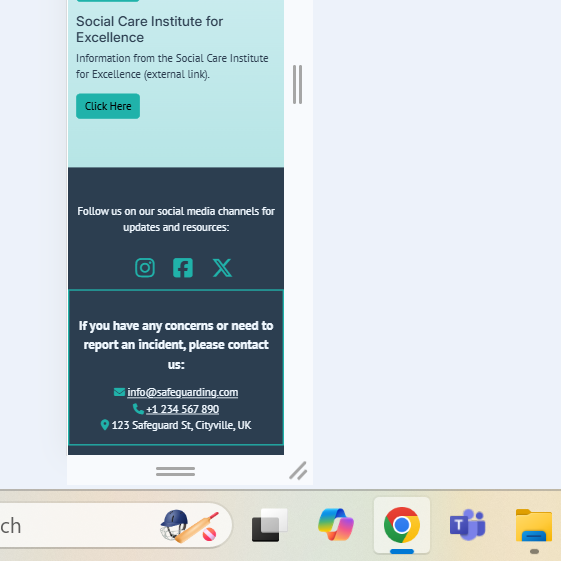 Social Care Institute for
Excellence
Information from the Social Care Institute
for Excellence (external link).
Click Here
Follow us on our social media channels for
updates and resources:
If you have any concerns or need to
report an incident, please contact
us:
info@safeguarding.com
+1 234 567 890
123 Safeguard St, Cityville, UK
ch
T